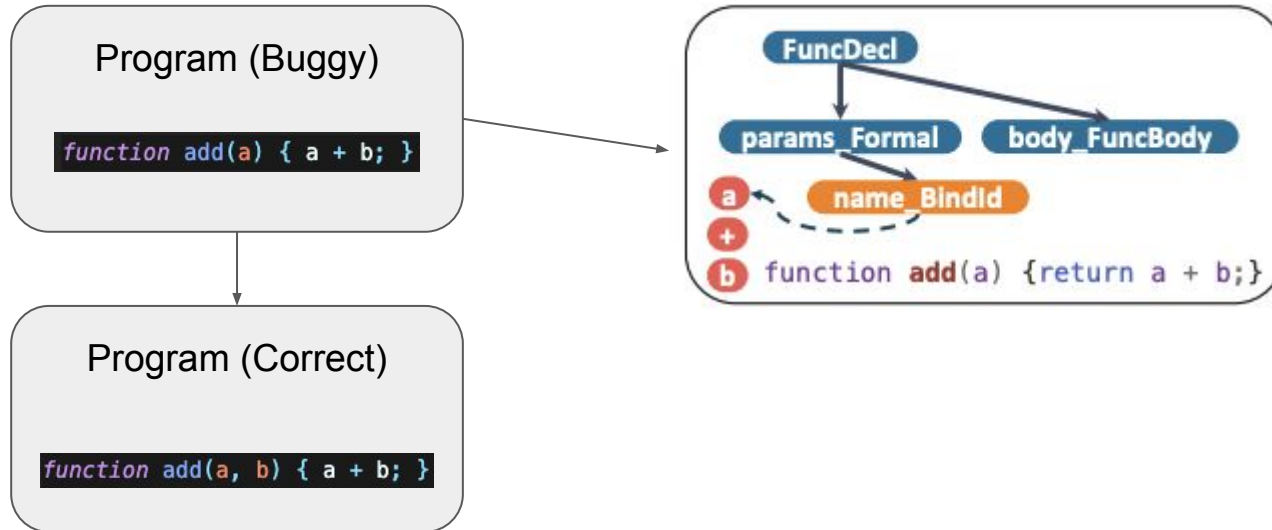 Program (Buggy)
function add(a) { a + b; }
Program (Correct)
function add(a, b) { a + b; }
FuncDecl
params_Formal body_FuncBody
a name_BindId
+
b function add(a) {return a + b;}